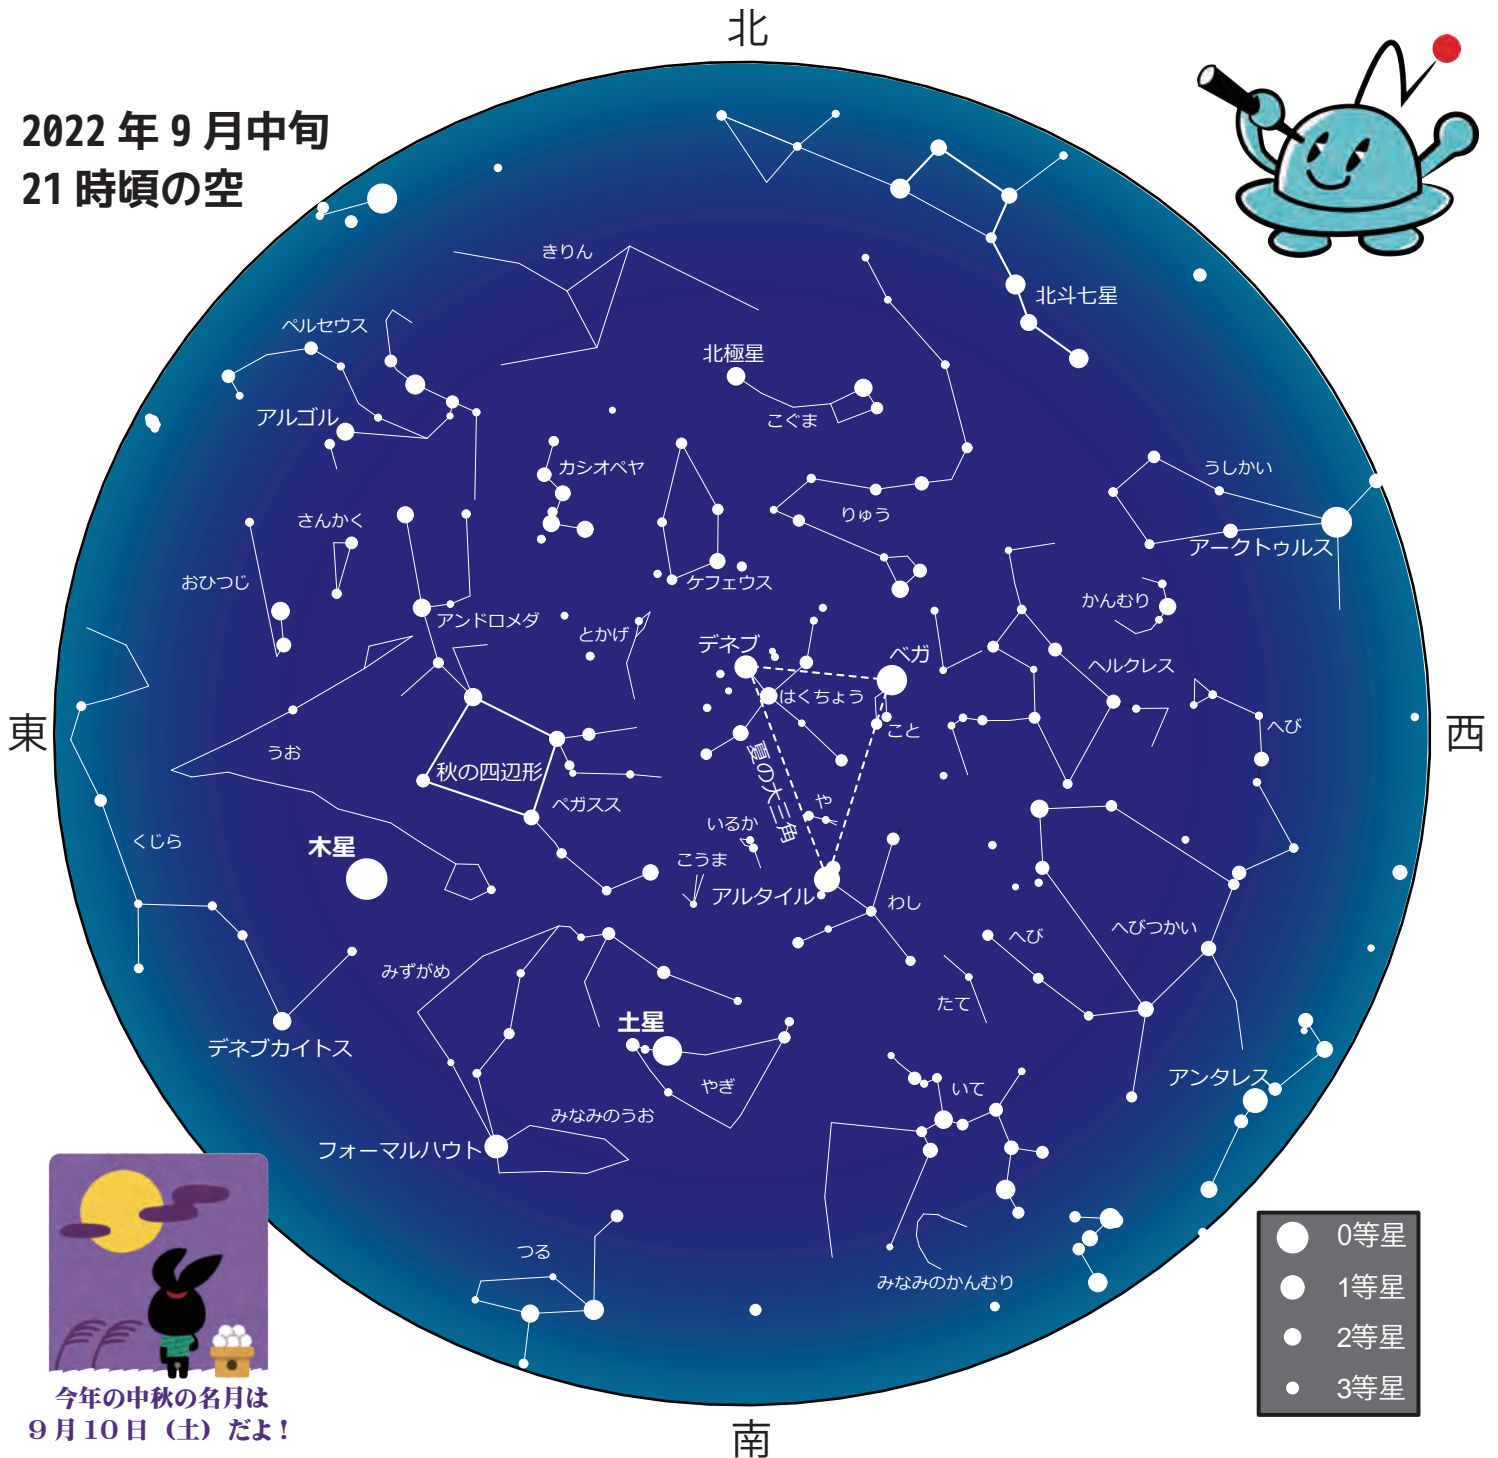 北
2022 年 9 月中旬
21 時頃の空
きりん
北斗七星
ペルセウス
北極星
アルゴル
こぐま
カシオペヤ
うしかい
さんかく
りゅう
アークトゥルス
おひつじ
ケフェウス
かんむり
アンドロメダ
とかげ
デネブ
ベガ
ヘルクレス
はくちょう
こと
へび
東
西
うお
秋の四辺形
夏の大三角
ペガスス
や
いるか
くじら
木星
こうま
アルタイル
わし
へび
へびつかい
みずがめ
たて
土星
デネブカイトス
アンタレス
やぎ
いて
みなみのうお
フォーマルハウト
つる
みなみのかんむり
0等星
1等星
2等星
3等星
今年の中秋の名月は
9月10日（土）だよ！
南